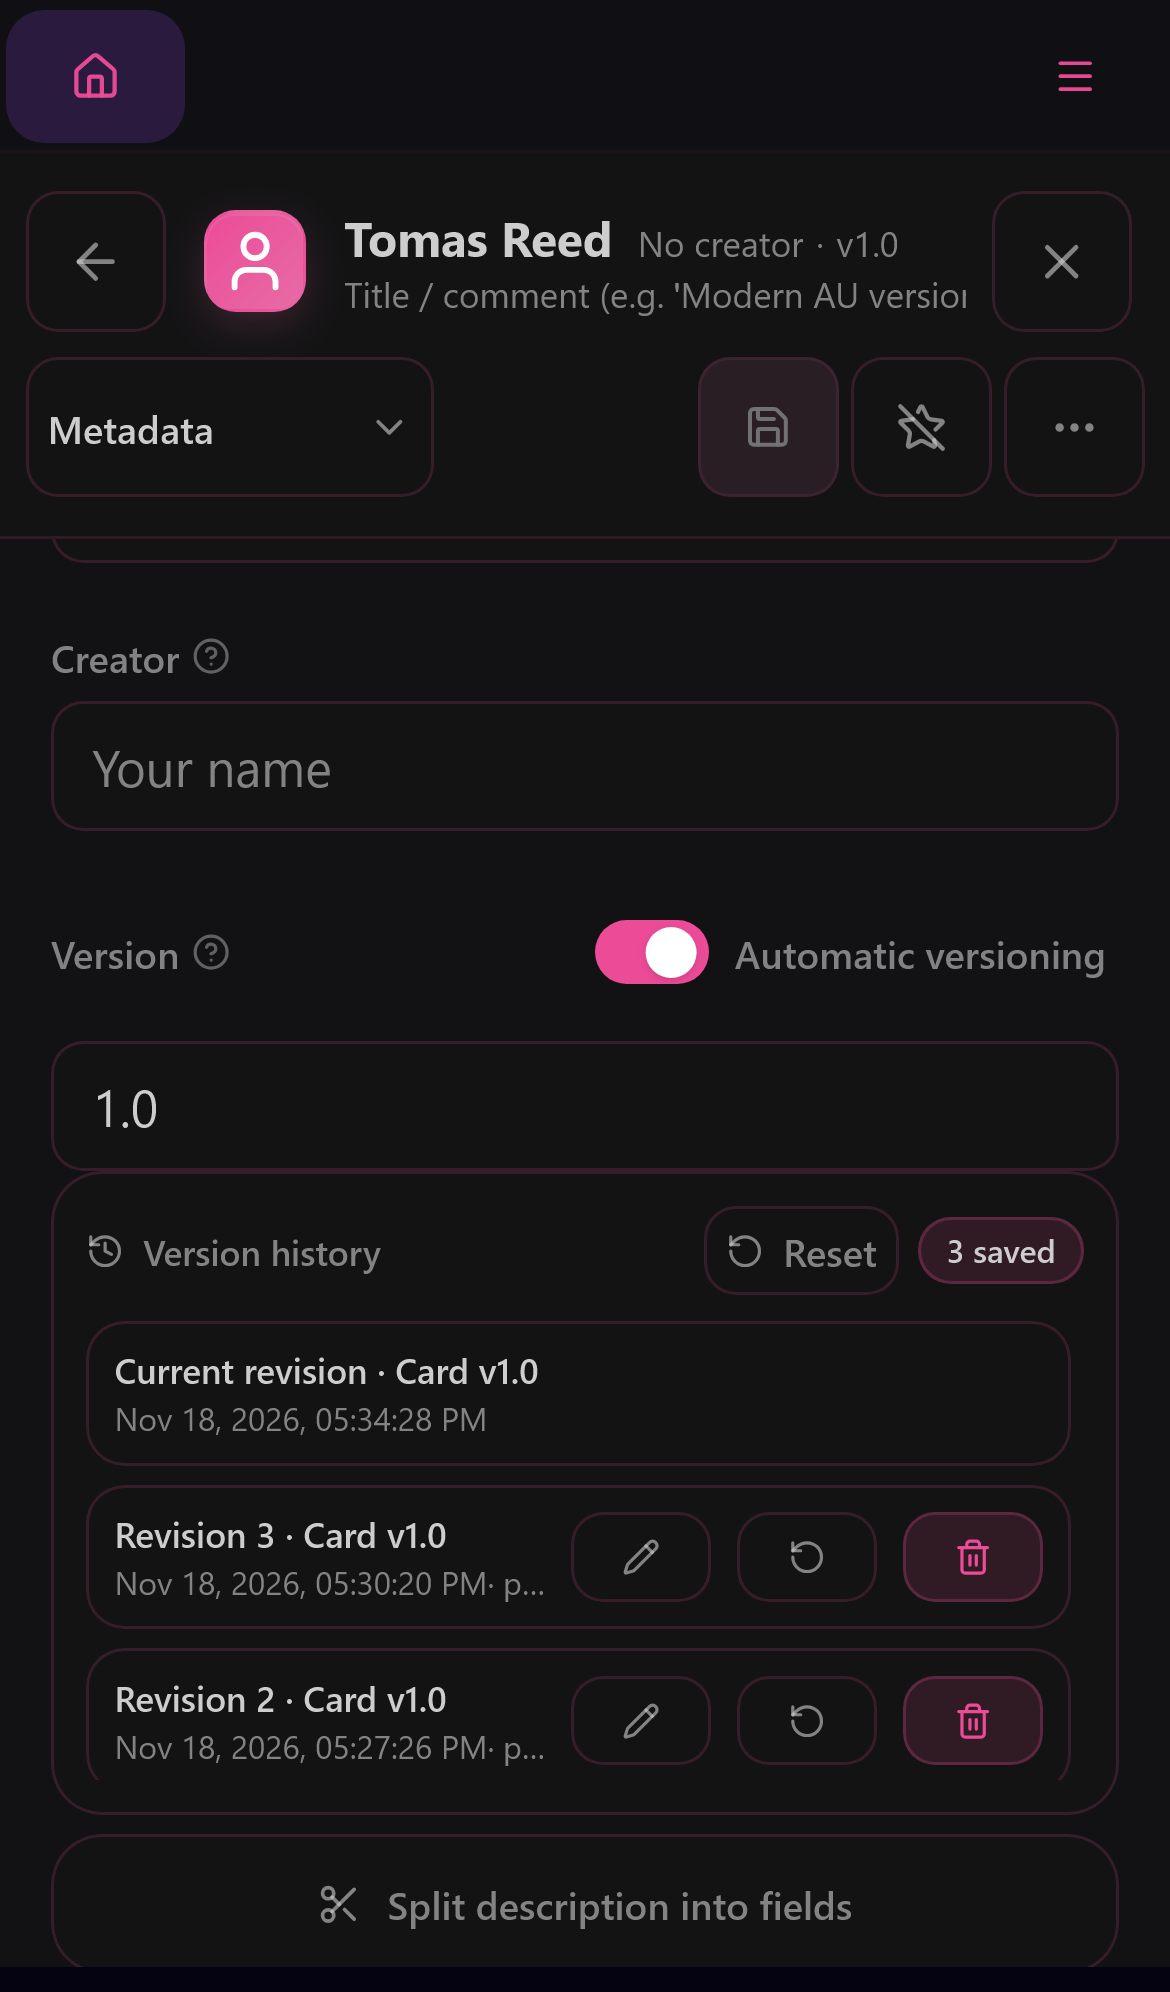 Tomas Reed No creator · v1.0
Title / comment (e.g. 'Modern AU version
Metadata
Creator
Your name
Version
Automatic versioning
1.0
Version history
Reset
3 saved
Current revision · Card v1.0
Nov 18, 2026, 05:34:28 PM
Revision 3 · Card v1.0
Nov 18, 2026, 05:30:20 PM· p...
Revision 2 · Card v1.0
Nov 18, 2026, 05:27:26 PM· p...
Split description into fields